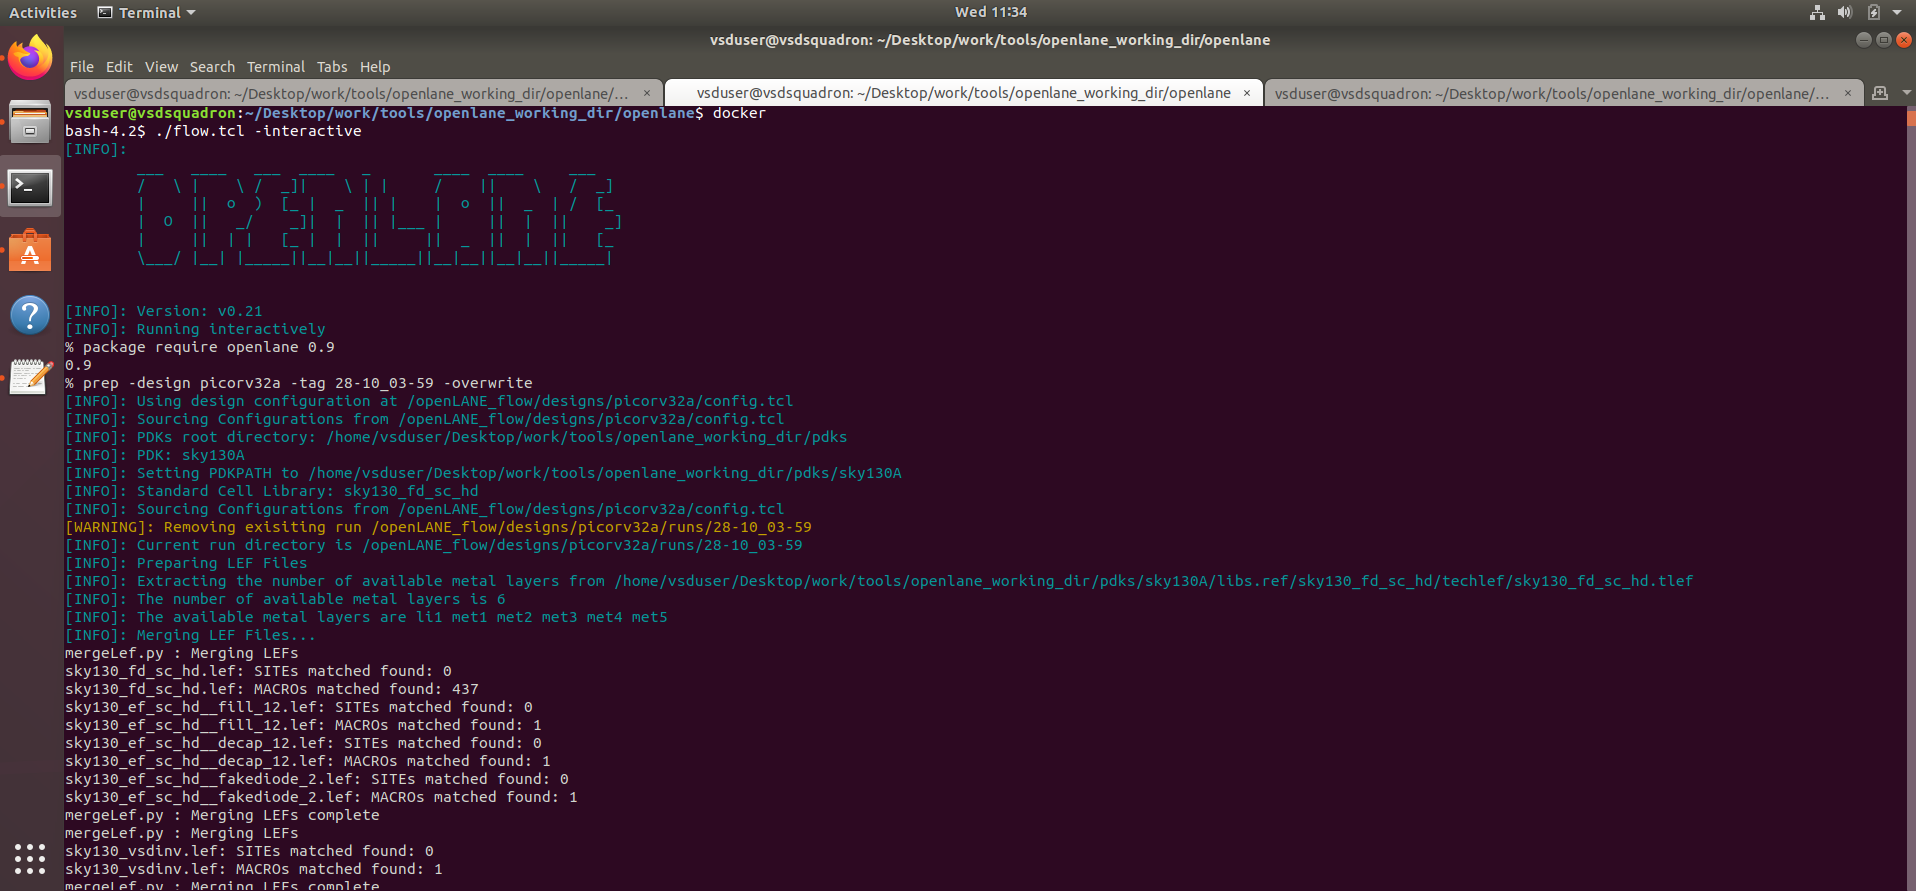 Activities
Terminal
Wed 11:34
vsduser@vsdsquadron: ~/Desktop/work/tools/openlane_working_dir/openlane
File Edit View Search Terminal Tabs Help
vsduser@vsdsquadron: ~/Desktop/work/tools/openlane_working_dir/openlane/... ×
vsduser@vsdsquadron: ~/Desktop/work/tools/openlane_working_dir/openlane ×
vsduser@vsdsquadron: ~/Desktop/work/tools/openlane_working_dir/openlane/... ×
vsduser@vsdsquadron:~/Desktop/work/tools/openlane_working_dir/openlane$ docker
bash-4.2$ ./flow.tcl -interactive
[INFO]:
OPENLANE
[INFO]: Version: v0.21
[INFO]: Running interactively
% package require openlane 0.9
0.9
% prep -design picorv32a -tag 28-10_03-59 -overwrite
[INFO]: Using design configuration at /openLANE_flow/designs/picorv32a/config.tcl
[INFO]: Sourcing Configurations from /openLANE_flow/designs/picorv32a/config.tcl
[INFO]: PDKs root directory: /home/vsduser/Desktop/work/tools/openlane_working_dir/pdks
[INFO]: PDK: sky130A
[INFO]: Setting PDKPATH to /home/vsduser/Desktop/work/tools/openlane_working_dir/pdks/sky130A
[INFO]: Standard Cell Library: sky130_fd_sc_hd
[INFO]: Sourcing Configurations from /openLANE_flow/designs/picorv32a/config.tcl
[WARNING]: Removing exisiting run /openLANE_flow/designs/picorv32a/runs/28-10_03-59
[INFO]: Current run directory is /openLANE_flow/designs/picorv32a/runs/28-10_03-59
[INFO]: Preparing LEF Files
[INFO]: Extracting the number of available metal layers from /home/vsduser/Desktop/work/tools/openlane_working_dir/pdks/sky130A/libs.ref/sky130_fd_sc_hd/techlef/sky130_fd_sc_hd.tlef
[INFO]: The number of available metal layers is 6
[INFO]: The available metal layers are li1 met1 met2 met3 met4 met5
[INFO]: Merging LEF Files...
mergeLef.py : Merging LEFs
sky130_fd_sc_hd.lef: SITEs matched found: 0
sky130_fd_sc_hd.lef: MACROs matched found: 437
sky130_ef_sc_hd__fill_12.lef: SITEs matched found: 0
sky130_ef_sc_hd__fill_12.lef: MACROs matched found: 1
sky130_ef_sc_hd__decap_12.lef: SITEs matched found: 0
sky130_ef_sc_hd__decap_12.lef: MACROs matched found: 1
sky130_ef_sc_hd__fakediode_2.lef: SITEs matched found: 0
sky130_ef_sc_hd__fakediode_2.lef: MACROs matched found: 1
mergeLef.py : Merging LEFs complete
mergeLef.py : Merging LEFs
sky130_vsdinv.lef: SITEs matched found: 0
sky130_vsdinv.lef: MACROs matched found: 1
mergeLef.py : Merging LEFs complete